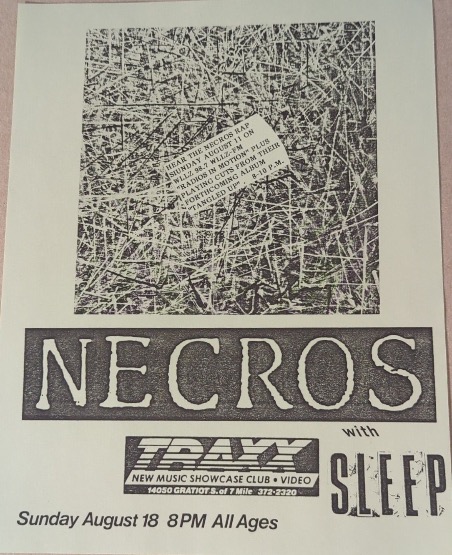 HEAR THE NECROS RAP
SUNDAY AUGUST 11 ON
WLLZ 98.7 WLLZ-FM
"RADIOS IN MOTION" PLUE
PLAYING CUTS FROM THEIR
FORTHCOMING ALBUM
"TANGLED UP" 8-10 P.M.
NECROS
with
SLEEP
TRAXX
NEW MUSIC SHOWCASE CLUB • VIDEO
14050 GRATIOT S. of 7 Mile 372-2320
Sunday August 18 8PM All Ages